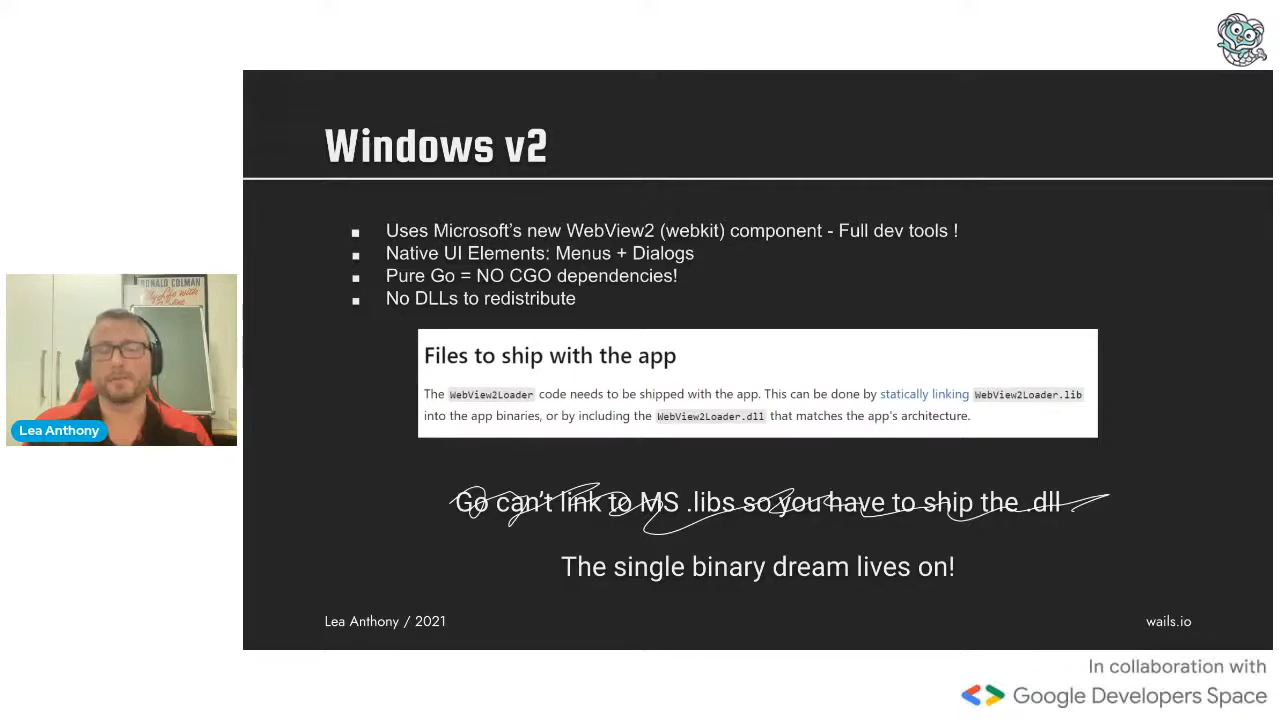 Windows v2
Uses Microsoft's new WebView2 (webkit) component - Full dev tools !
Native UI Elements: Menus + Dialogs
Pure Go = NO CGO dependencies!
No DLLs to redistribute
Files to ship with the app
The WebView2Loader code needs to be shipped with the app. This can be done by statically linking WebView2Loader.lib
into the app binaries, or by including the WebView2Loader.dll that matches the app's architecture.
Go can't link to MS .libs so you have to ship the .dll
The single binary dream lives on!
Lea Anthony / 2021
wails.io
RONALD COLMAN
Lea Anthony
In collaboration with
Google Developers Space